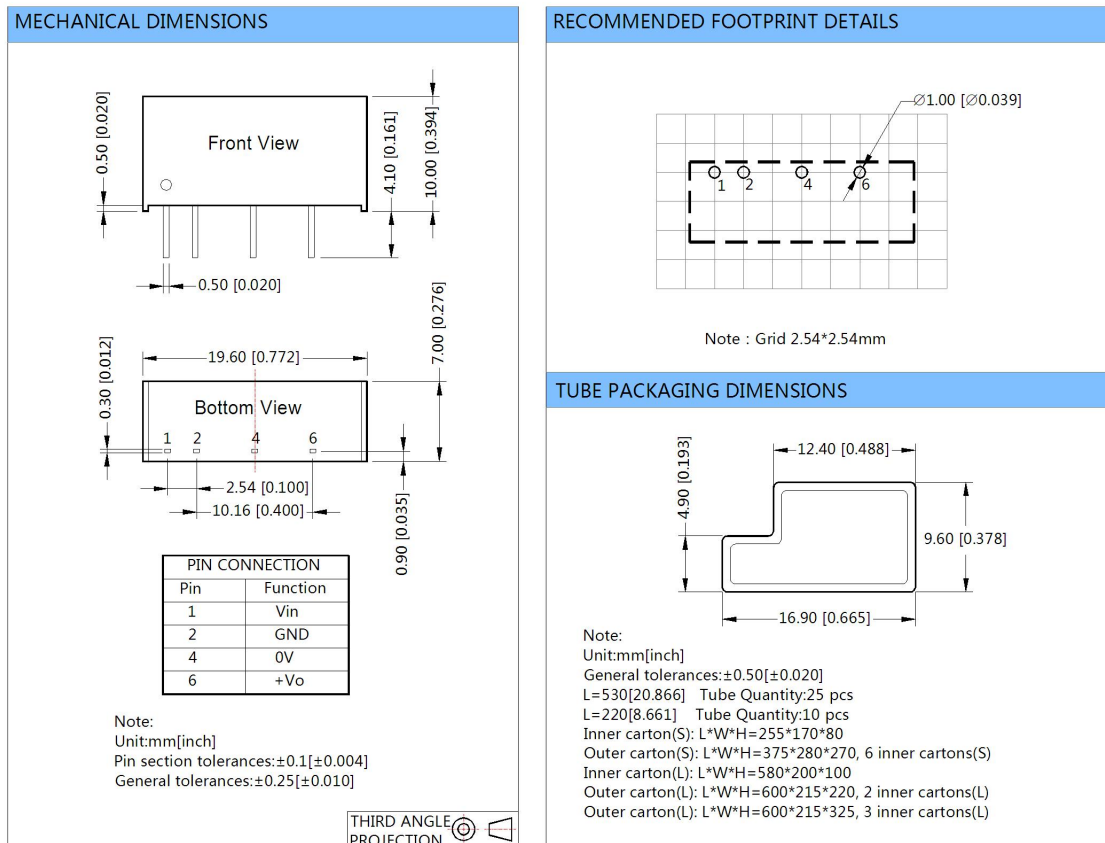 MECHANICAL DIMENSIONS
0.50 [0.020]
Front View
4.10 [0.161]
10.00 [0.394]
0.50 [0.020]
0.30 [0.012]
19.60 [0.772]
7.00 [0.276]
Bottom View
1 2 4 6
2.54 [0.100]
10.16 [0.400]
0.90 [0.035]
PIN CONNECTION
Pin Function
1 Vin
2 GND
4 0V
6 +Vo
Note:
Unit:mm[inch]
Pin section tolerances:±0.1[±0.004]
General tolerances:±0.25[±0.010]
THIRD ANGLE
PROJECTION
RECOMMENDED FOOTPRINT DETAILS
∅1.00 [∅0.039]
1 2 4 6
Note : Grid 2.54*2.54mm
TUBE PACKAGING DIMENSIONS
4.90 [0.193]
12.40 [0.488]
9.60 [0.378]
16.90 [0.665]
Note:
Unit:mm[inch]
General tolerances:±0.50[±0.020]
L=530[20.866] Tube Quantity:25 pcs
L=220[8.661] Tube Quantity:10 pcs
Inner carton(S): L*W*H=255*170*80
Outer carton(S): L*W*H=375*280*270, 6 inner cartons(S)
Inner carton(L): L*W*H=580*200*100
Outer carton(L): L*W*H=600*215*220, 2 inner cartons(L)
Outer carton(L): L*W*H=600*215*325, 3 inner cartons(L)